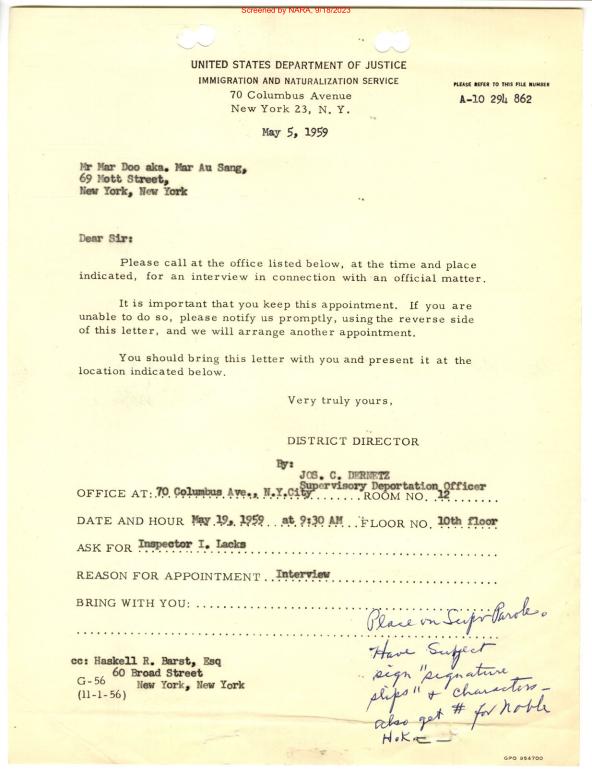 Screened by NARA, 9/18/2023
UNITED STATES DEPARTMENT OF JUSTICE
IMMIGRATION AND NATURALIZATION SERVICE
70 Columbus Avenue
New York 23, N. Y.
PLEASE REFER TO THIS FILE NUMBER
A-10 294 862
May 5, 1959
Mr Mar Doo aka. Mar Au Sang,
69 Mott Street,
New York, New York
Dear Sir:
Please call at the office listed below, at the time and place
indicated, for an interview in connection with an official matter.
It is important that you keep this appointment. If you are
unable to do so, please notify us promptly, using the reverse side
of this letter, and we will arrange another appointment.
You should bring this letter with you and present it at the
location indicated below.
Very truly yours,
DISTRICT DIRECTOR
By:
JOS. C. DERNETZ
Supervisory Deportation Officer
OFFICE AT: 70 Columbus Ave., N.Y.City ROOM NO. 12
DATE AND HOUR May 19, 1959 at 9:30 AM FLOOR NO. 10th floor
ASK FOR Inspector I. Lacks
REASON FOR APPOINTMENT Interview
BRING WITH YOU:
Place on Supv Parole.
Have Subject
sign "signature
slips" & characters -
also get # for Noble
cc: Haskell R. Barst, Esq
60 Broad Street
New York, New York
G-56
(11-1-56)
GPO 954700